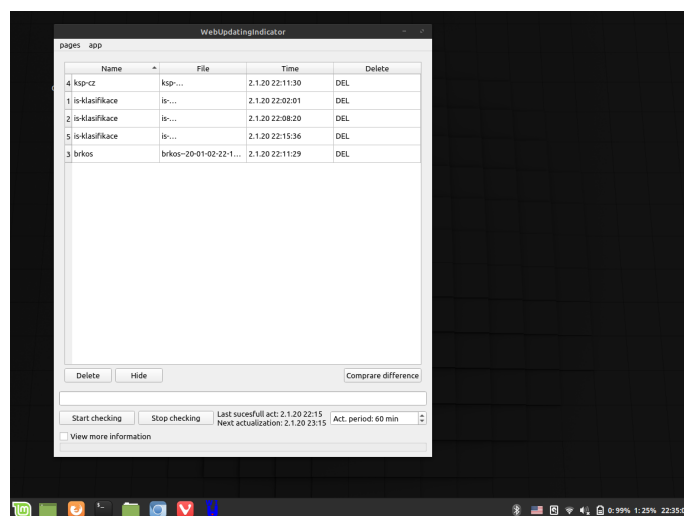 WebUpdatingIndicator
pages app
Name File Time Delete
4 ksp-cz ksp-... 2.1.20 22:11:30 DEL
1 is-klasifikace is-... 2.1.20 22:02:01 DEL
2 is-klasifikace is-... 2.1.20 22:08:20 DEL
5 is-klasifikace is-... 2.1.20 22:15:36 DEL
3 brkos brkos~20-01-02-22-1... 2.1.20 22:11:29 DEL
Delete Hide Comprare difference
Start checking Stop checking Last sucesfull act: 2.1.20 22:15 Act. period: 60 min
Next actualization: 2.1.20 23:15
View more information
0: 99% 1: 25% 22:35:0